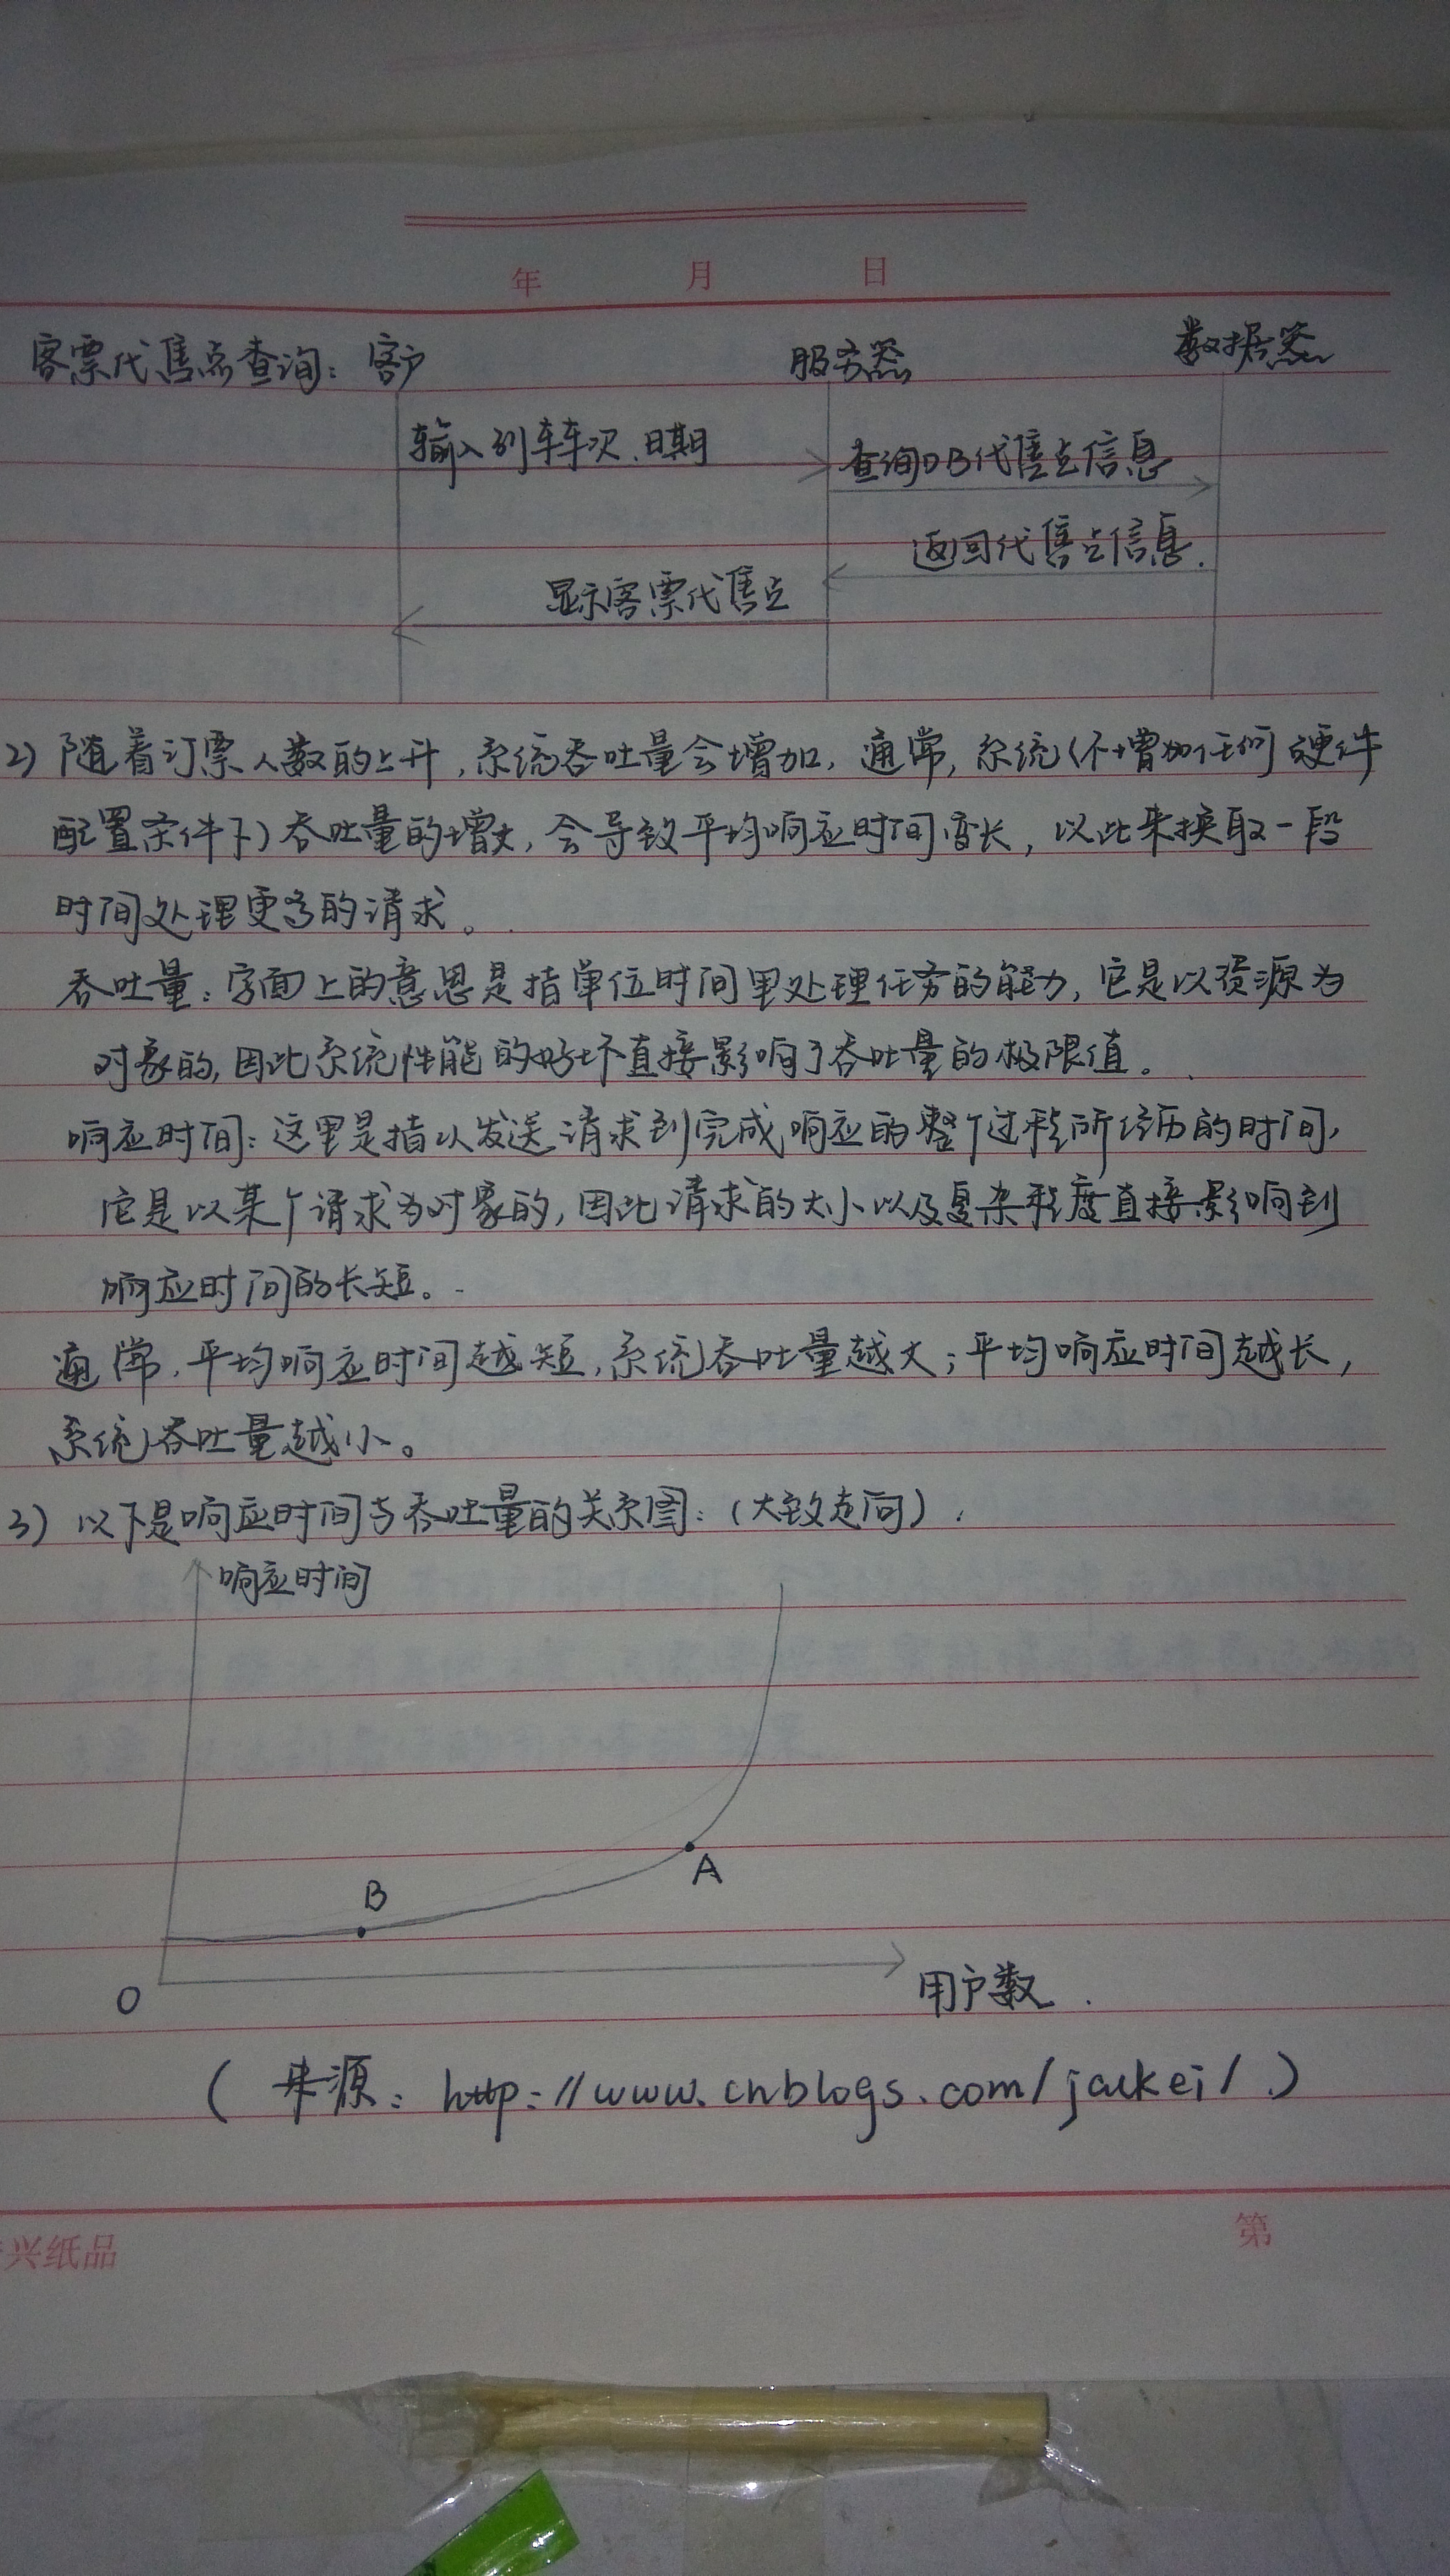 年 月 日
客票代售点查询: 客户 服务器 数据器
输入列车车次、日期
查询DB代售点信息
返回代售点信息.
显示客票代售点
2) 随着订票人数的上升,系统吞吐量会增加,通常,系统(不增加任何硬件
配置条件下)吞吐量的增大,会导致平均响应时间变长,以此来换取一段
时间处理更多的请求。
吞吐量:字面上的意思是指单位时间里处理任务的能力,它是以资源为
对象的,因此系统性能的好坏直接影响了吞吐量的极限值。
响应时间:这里是指以发送请求到完成响应的整个过程所经历的时间,
它是以某个请求为对象的,因此请求的大小以及复杂程度直接影响到
响应时间的长短。
通常,平均响应时间越短,系统吞吐量越大;平均响应时间越长,
系统吞吐量越小。
3) 以下是响应时间与吞吐量的关系图:(大致走向).
响应时间
A
B
O
用户数.
( 来源: http://www.cnblogs.com/jackei/.)
兴纸品 第